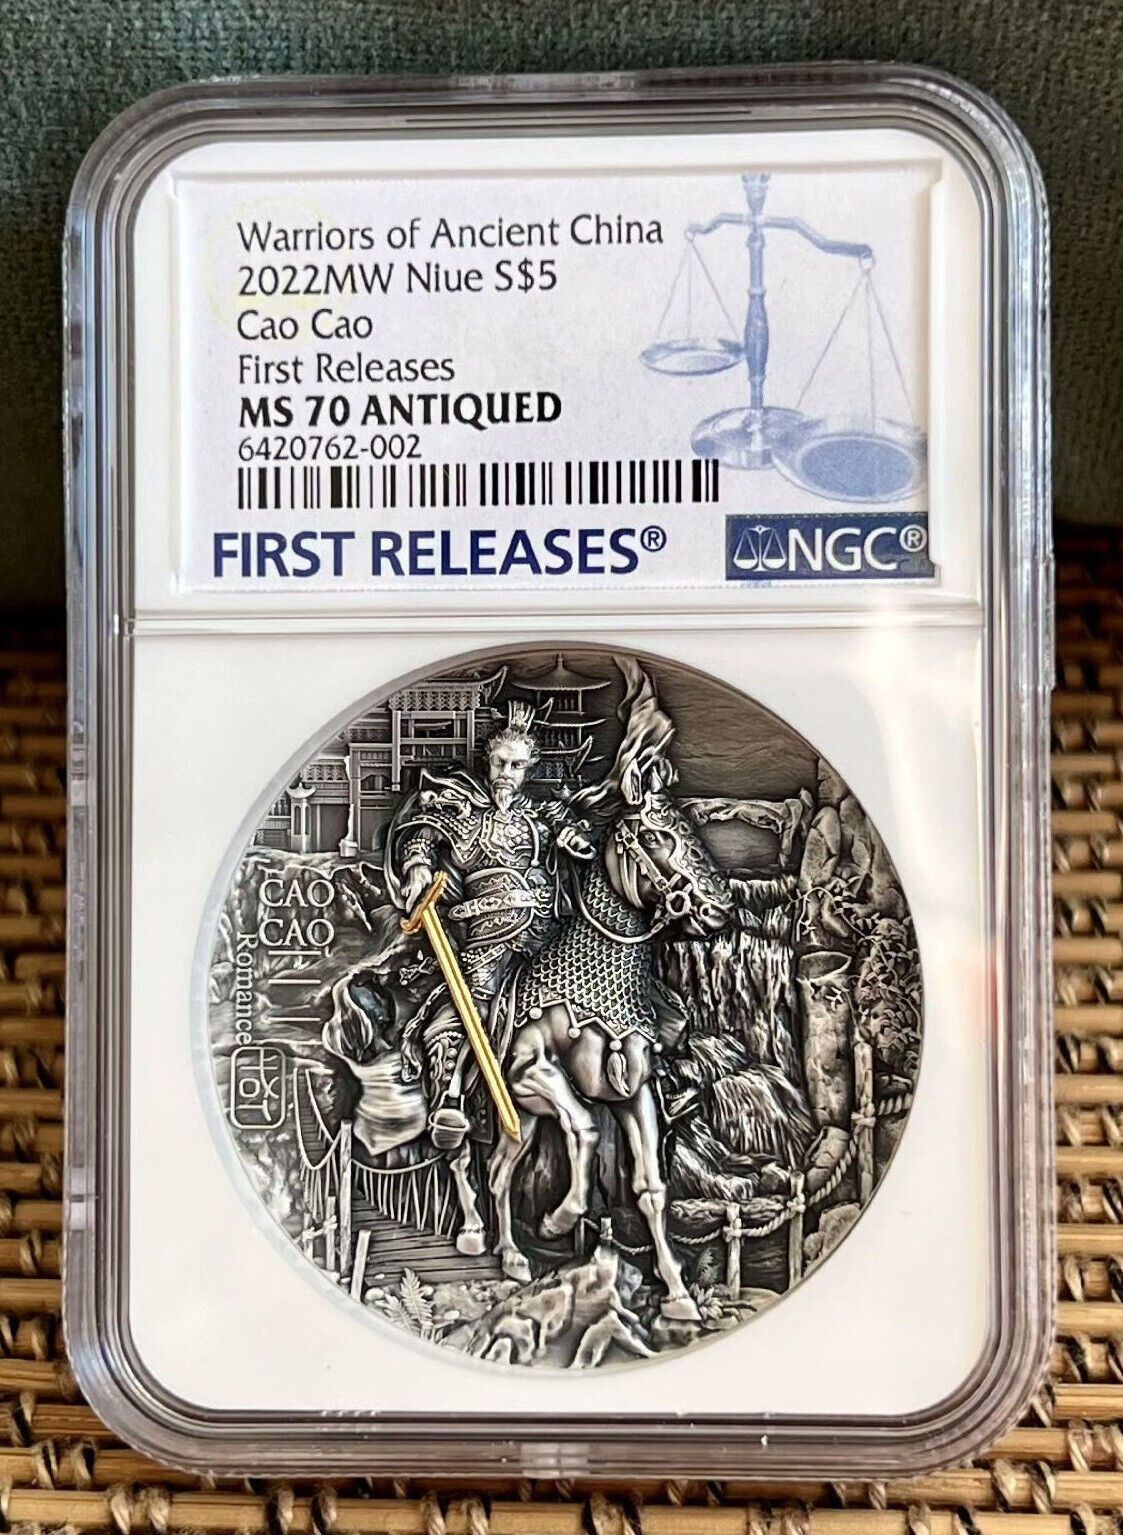 Warriors of Ancient China
2022MW Niue S$5
Cao Cao
First Releases
MS 70 ANTIQUED
6420762-002
FIRST RELEASES®
NGC®
CAO
CAO
Romance